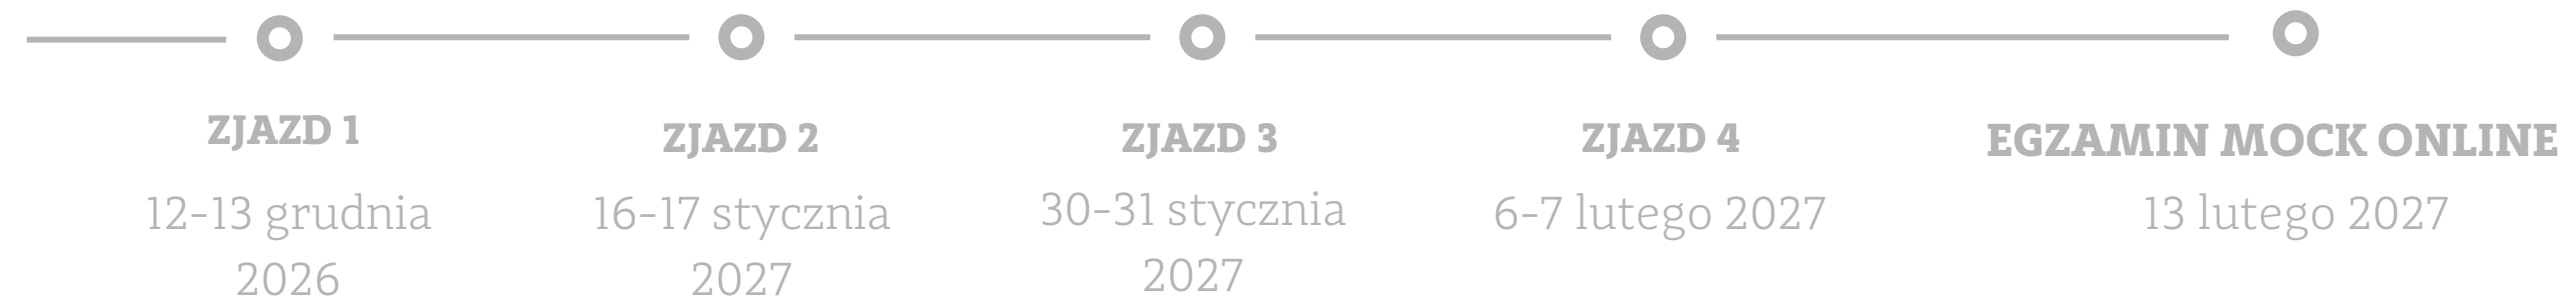 ZJAZD 1
12-13 grudnia
2026
ZJAZD 2
16-17 stycznia
2027
ZJAZD 3
30-31 stycznia
2027
ZJAZD 4
6-7 lutego 2027
EGZAMIN MOCK ONLINE
13 lutego 2027